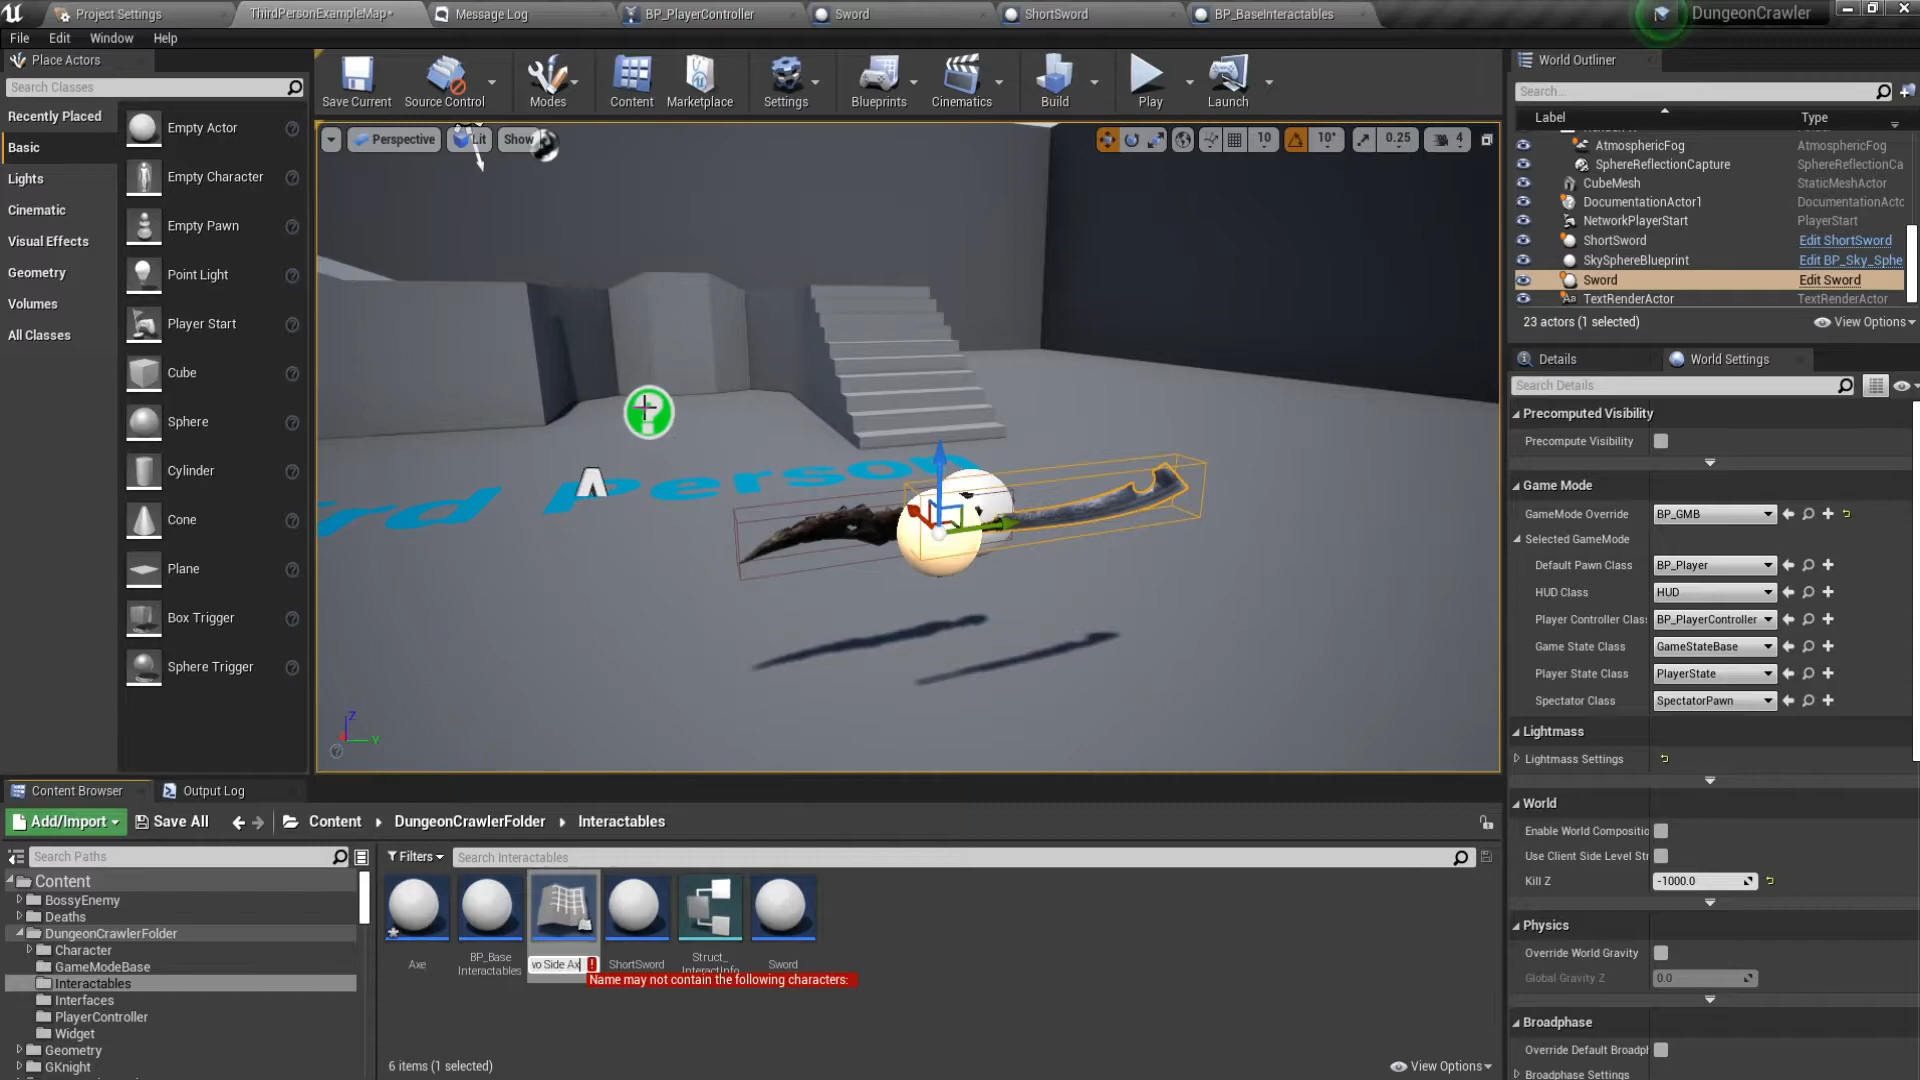 Project Settings
ThirdPersonExampleMap*
Message Log
BP_PlayerController
Sword
ShortSword
BP_BaseInteractables
DungeonCrawler
File
Edit
Window
Help
Place Actors
Search Classes
Recently Placed
Basic
Lights
Cinematic
Visual Effects
Geometry
Volumes
All Classes
Empty Actor
Empty Character
Empty Pawn
Point Light
Player Start
Cube
Sphere
Cylinder
Cone
Plane
Box Trigger
Sphere Trigger
Save Current
Source Control
Modes
Content
Marketplace
Settings
Blueprints
Cinematics
Build
Play
Launch
Perspective
Lit
Show
10
10°
0.25
4
rd Person
Z
Y
World Outliner
Search...
Label
Type
AtmosphericFog
AtmosphericFog
SphereReflectionCapture
SphereReflectionCa
CubeMesh
StaticMeshActor
DocumentationActor1
DocumentationActo
NetworkPlayerStart
PlayerStart
ShortSword
Edit ShortSword
SkySphereBlueprint
Edit BP_Sky_Sphe
Sword
Edit Sword
TextRenderActor
TextRenderActor
23 actors (1 selected)
View Options
Details
World Settings
Search Details
Precomputed Visibility
Precompute Visibility
Game Mode
GameMode Override
BP_GMB
Selected GameMode
Default Pawn Class
BP_Player
HUD Class
HUD
Player Controller Clas
BP_PlayerController
Game State Class
GameStateBase
Player State Class
PlayerState
Spectator Class
SpectatorPawn
Lightmass
Lightmass Settings
World
Enable World Compositio
Use Client Side Level Str
Kill Z
-1000.0
Physics
Override World Gravity
Global Gravity Z
0.0
Broadphase
Override Default Broadph
Broadphase Settings
Content Browser
Output Log
Add/Import
Save All
Content
DungeonCrawlerFolder
Interactables
Search Paths
Filters
Search Interactables
Content
BossyEnemy
Deaths
DungeonCrawlerFolder
Character
GameModeBase
Interactables
Interfaces
PlayerController
Widget
Geometry
GKnight
Axe
BP_Base
Interactables
vo Side Ax
ShortSword
Struct_
InteractInfo
Sword
Name may not contain the following characters:
6 items (1 selected)
View Options